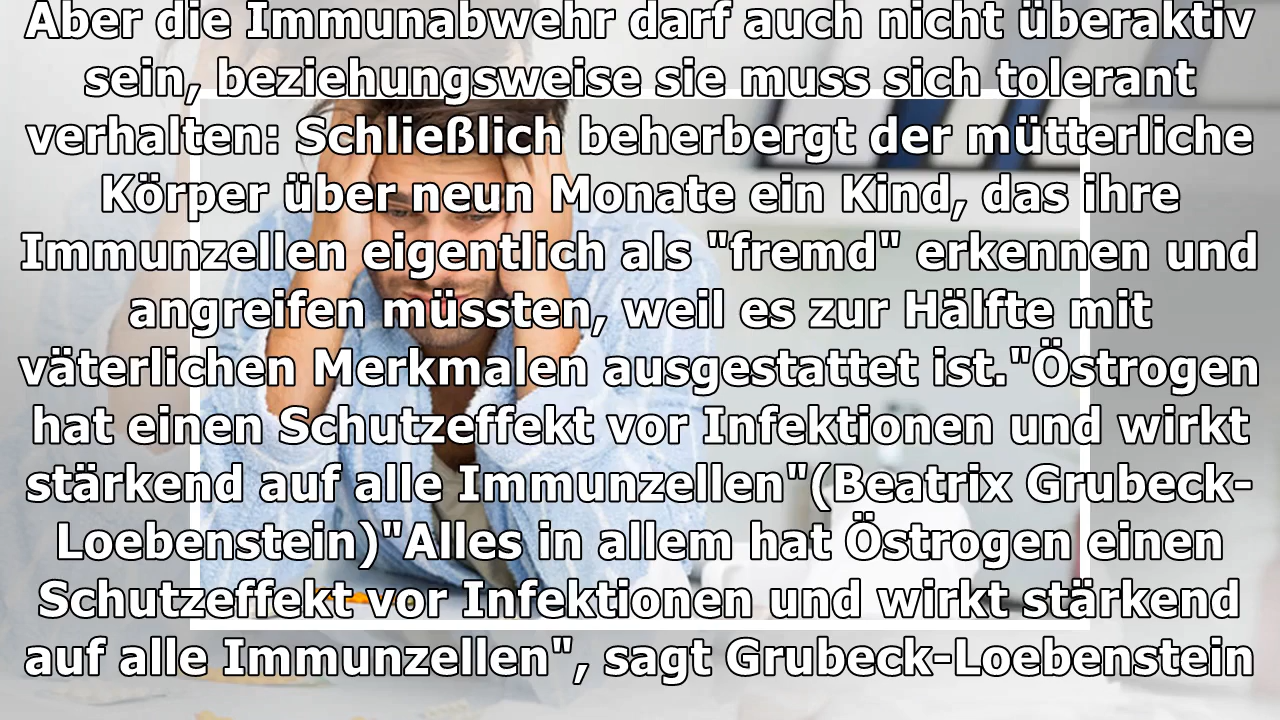 Aber die Immunabwehr darf auch nicht überaktiv
sein, beziehungsweise sie muss sich tolerant
verhalten: Schließlich beherbergt der mütterliche
Körper über neun Monate ein Kind, das ihre
Immunzellen eigentlich als "fremd" erkennen und
angreifen müssten, weil es zur Hälfte mit
väterlichen Merkmalen ausgestattet ist."Östrogen
hat einen Schutzeffekt vor Infektionen und wirkt
stärkend auf alle Immunzellen"(Beatrix Grubeck-
Loebenstein)"Alles in allem hat Östrogen einen
Schutzeffekt vor Infektionen und wirkt stärkend
auf alle Immunzellen", sagt Grubeck-Loebenstein